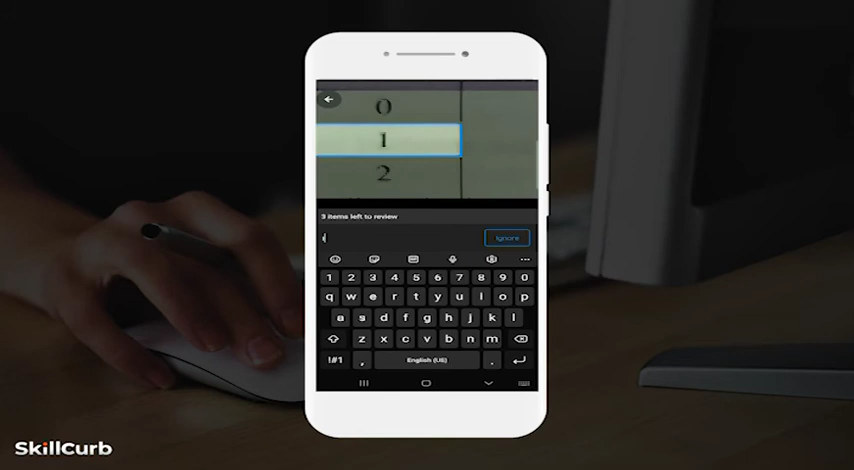 0
1
2
3 items left to review
Ignore
1 2 3 4 5 6 7 8 9 0
q w e r t y u i o p
a s d f g h j k l
z x c v b n m
!#1 , English (US) .
SkillCurb